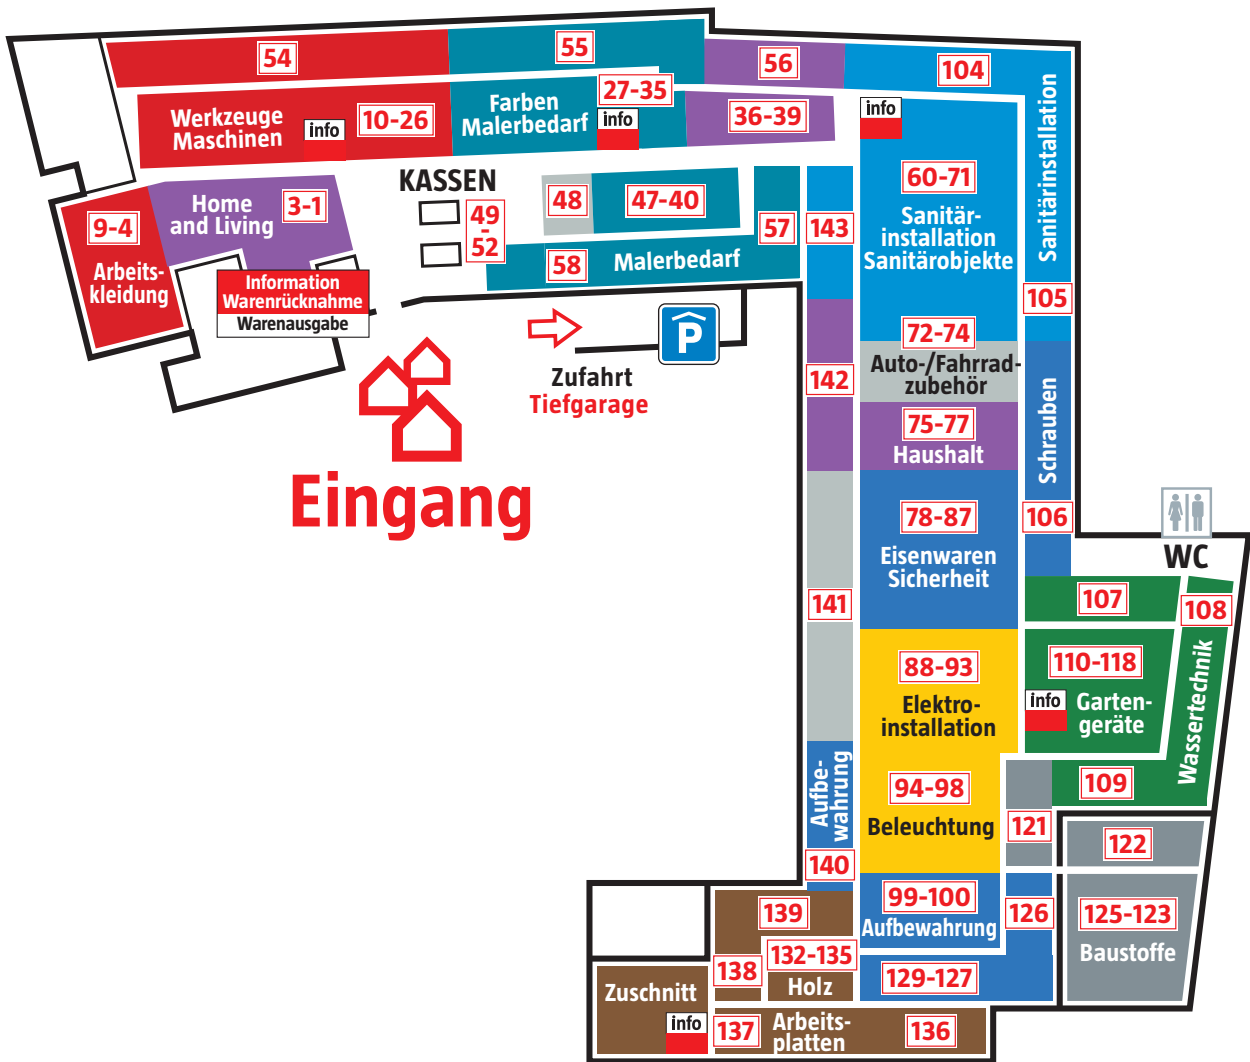 54
55
56
104
Werkzeuge
Maschinen
info
10-26
Farben
Malerbedarf
27-35
info
36-39
info
Sanitärinstallation
9-4
Arbeits-
kleidung
Home
and Living
3-1
KASSEN
49
-
52
48
47-40
57
58
Malerbedarf
143
60-71
Sanitär-
installation
Sanitärobjekte
105
Information
Warenrücknahme
Warenausgabe
P
Zufahrt
Tiefgarage
Eingang
142
72-74
Auto-/Fahrrad-
zubehör
75-77
Haushalt
Schrauben
78-87
Eisenwaren
Sicherheit
106
WC
141
107
108
88-93
Elektro-
installation
110-118
info
Garten-
geräte
Wassertechnik
Aufbe-
wahrung
94-98
Beleuchtung
109
121
122
140
99-100
Aufbewahrung
126
125-123
Baustoffe
139
132-135
Holz
138
129-127
Zuschnitt
info
137
Arbeits-
platten
136